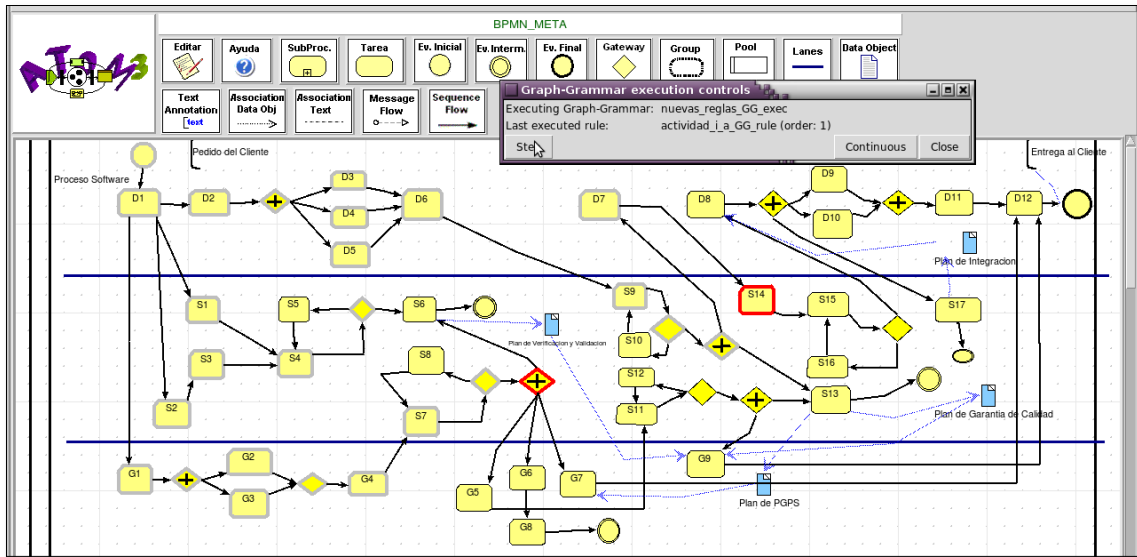 BPMN_META
ATOM3
Editar
Ayuda
SubProc.
Tarea
Ev. Inicial
Ev. Interm.
Ev. Final
Gateway
Group
Pool
Lanes
Data Object
Text
Annotation
text
Association
Data Obj
Association
Text
Message
Flow
Sequence
Flow
Graph-Grammar execution controls
Executing Graph-Grammar: nuevas_reglas_GG_exec
Last executed rule: actividad_i_a_GG_rule (order: 1)
Step
Continuous
Close
Pedido del Cliente
Entrega al Cliente
Proceso Software
D1
D2
D3
D4
D5
D6
D7
D8
D9
D10
D11
D12
Plan de Integracion
S1
S2
S3
S4
S5
S6
S7
S8
Plan de Verificacion y Validacion
S9
S10
S11
S12
S13
S14
S15
S16
S17
Plan de Garantia de Calidad
G1
G2
G3
G4
G5
G6
G7
G8
G9
Plan de PGPS